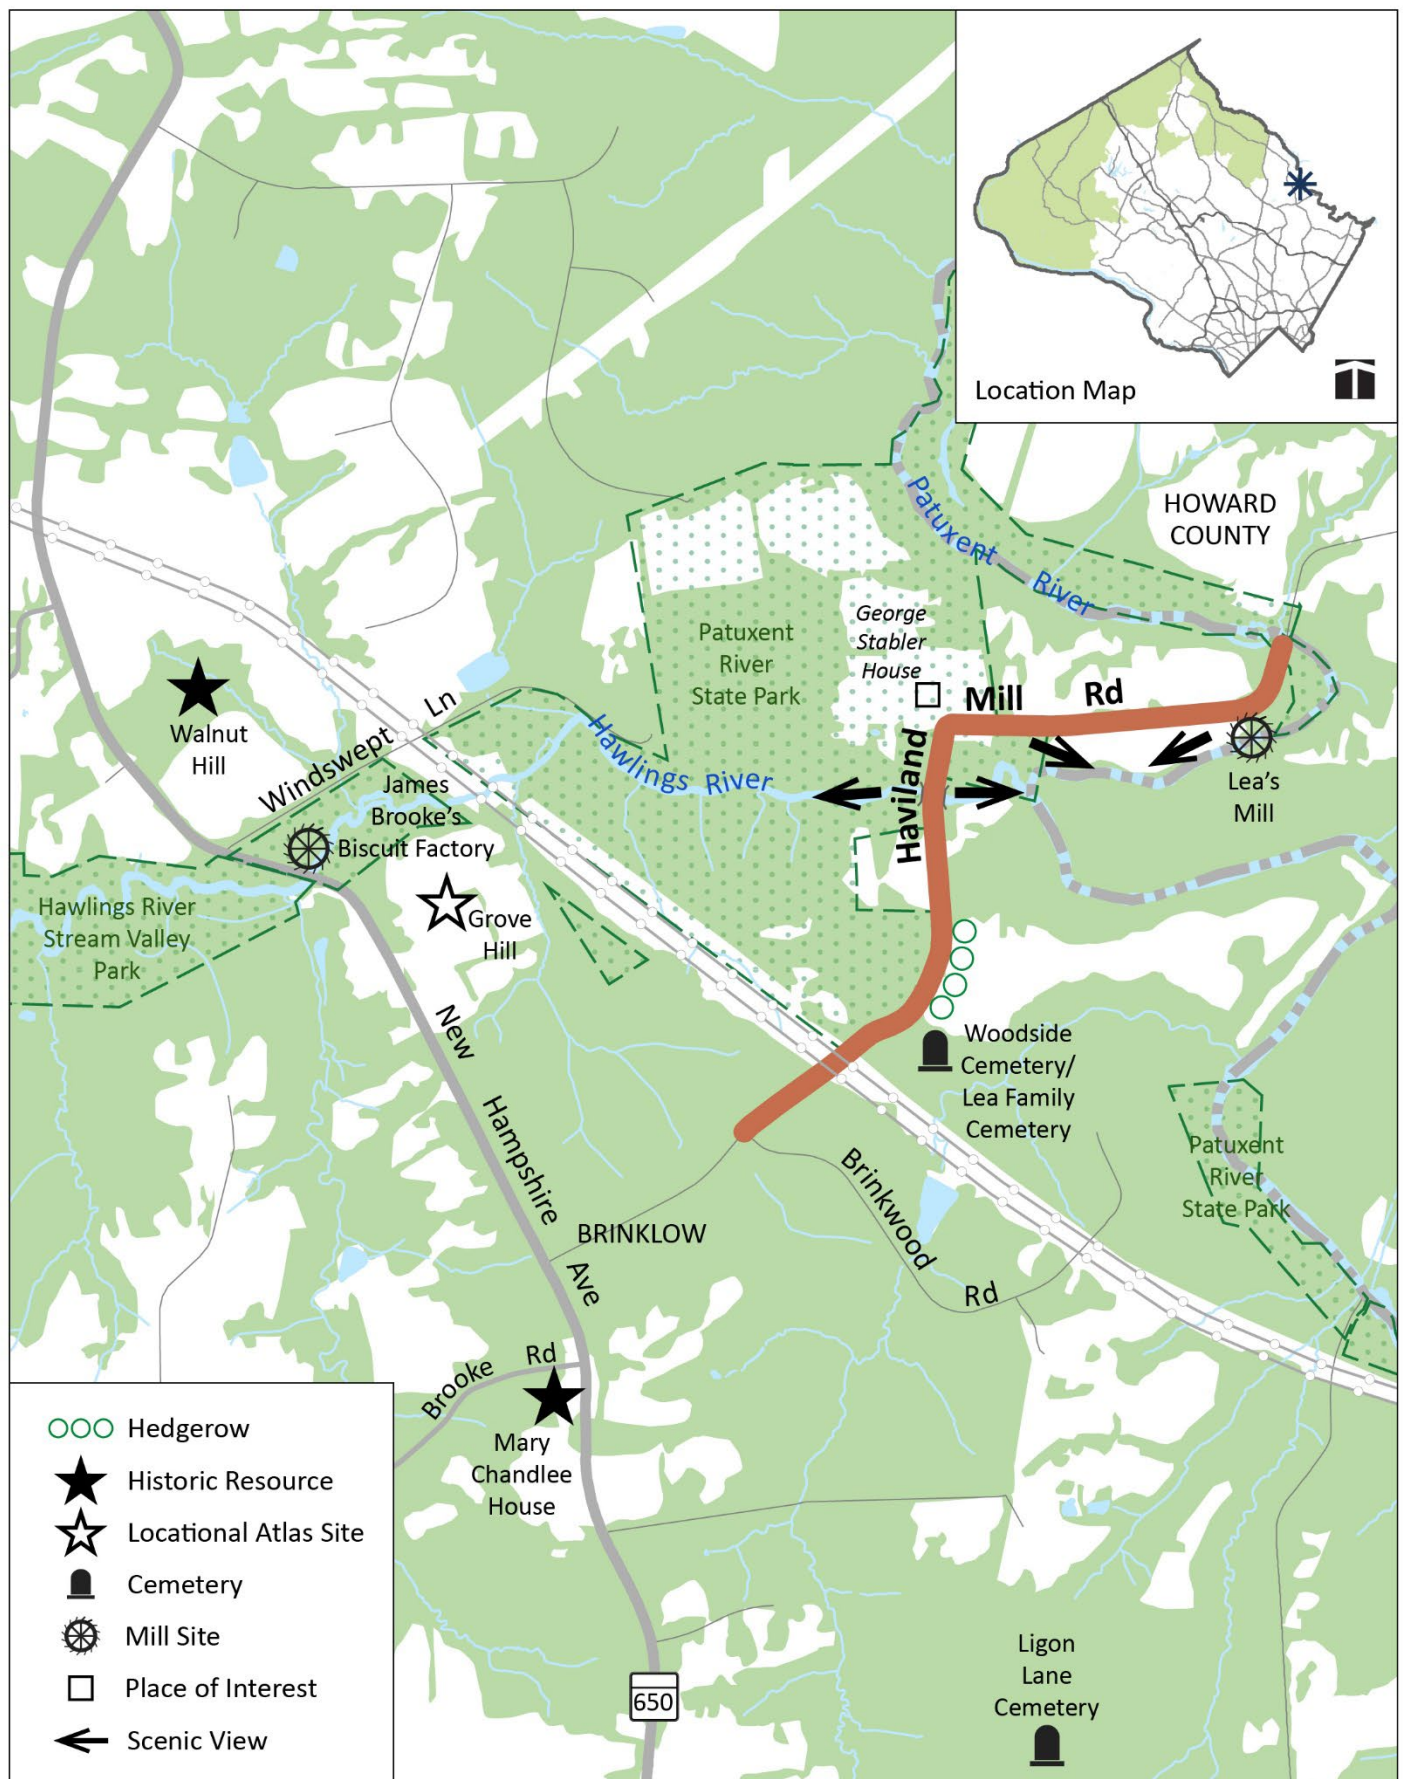 Location Map
HOWARD
COUNTY
Patuxent
River
George
Stabler
House
Patuxent
River
State Park
Mill Rd
Haviland
Walnut
Hill
Windswept Ln
Hawlings River
James
Brooke's
Biscuit Factory
Lea's
Mill
Grove
Hill
Hawlings River
Stream Valley
Park
New Hampshire Ave
Woodside
Cemetery/
Lea Family
Cemetery
Patuxent
River
State Park
Brinkwood Rd
BRINKLOW
Brooke Rd
Mary
Chandlee
House
Ligon
Lane
Cemetery
650
Hedgerow
Historic Resource
Locational Atlas Site
Cemetery
Mill Site
Place of Interest
Scenic View